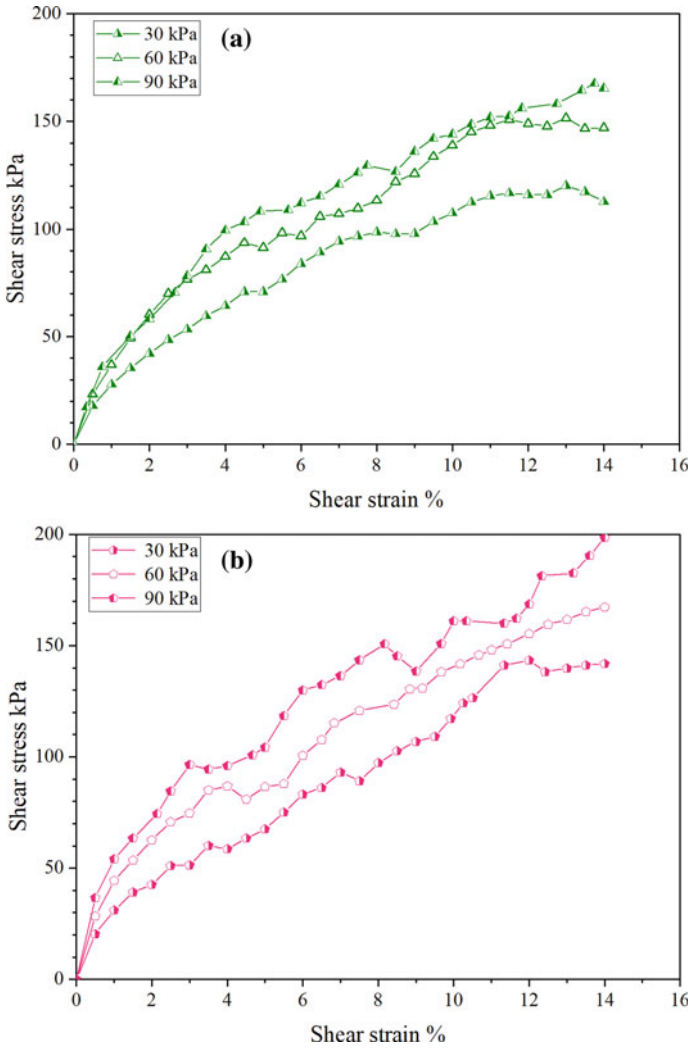 200
(a)
30 kPa
60 kPa
90 kPa
150
100
50
0
Shear stress kPa
0 2 4 6 8 10 12 14 16
Shear strain %
200
(b)
30 kPa
60 kPa
90 kPa
150
100
50
0
Shear stress kPa
0 2 4 6 8 10 12 14 16
Shear strain %